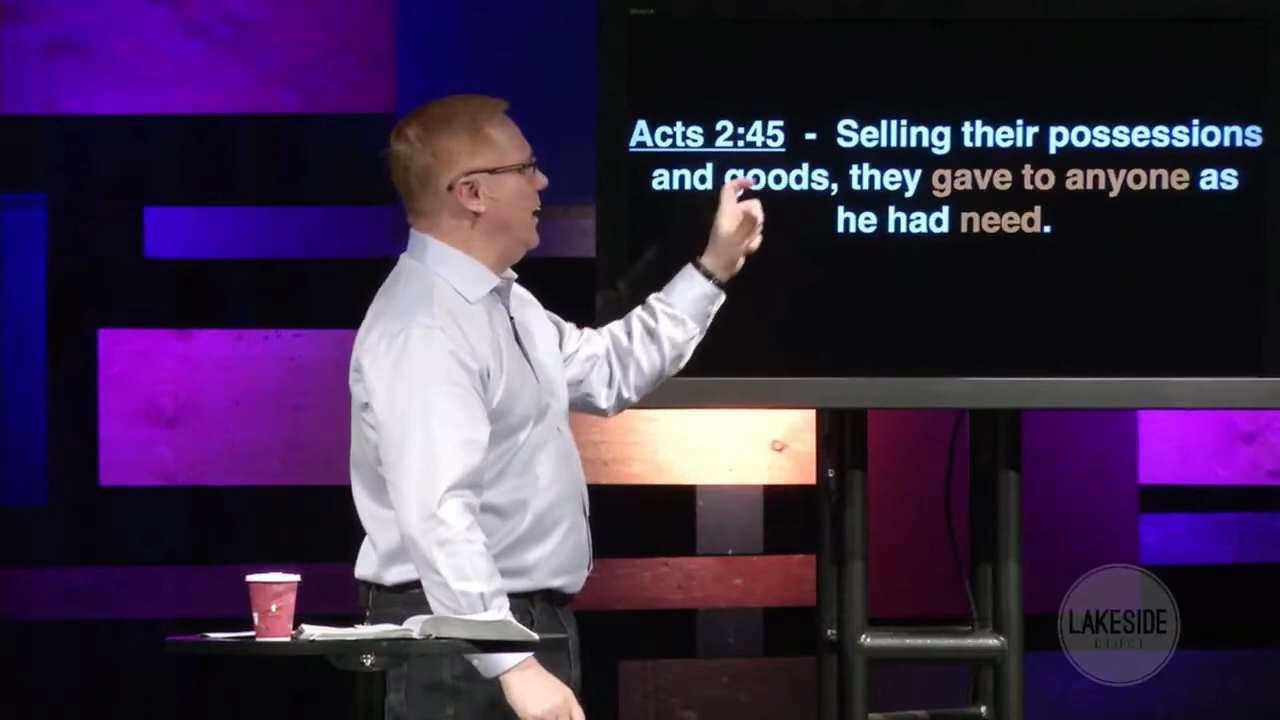 Acts 2:45 - Selling their possessions
and goods, they gave to anyone as
he had need.
LAKESIDE